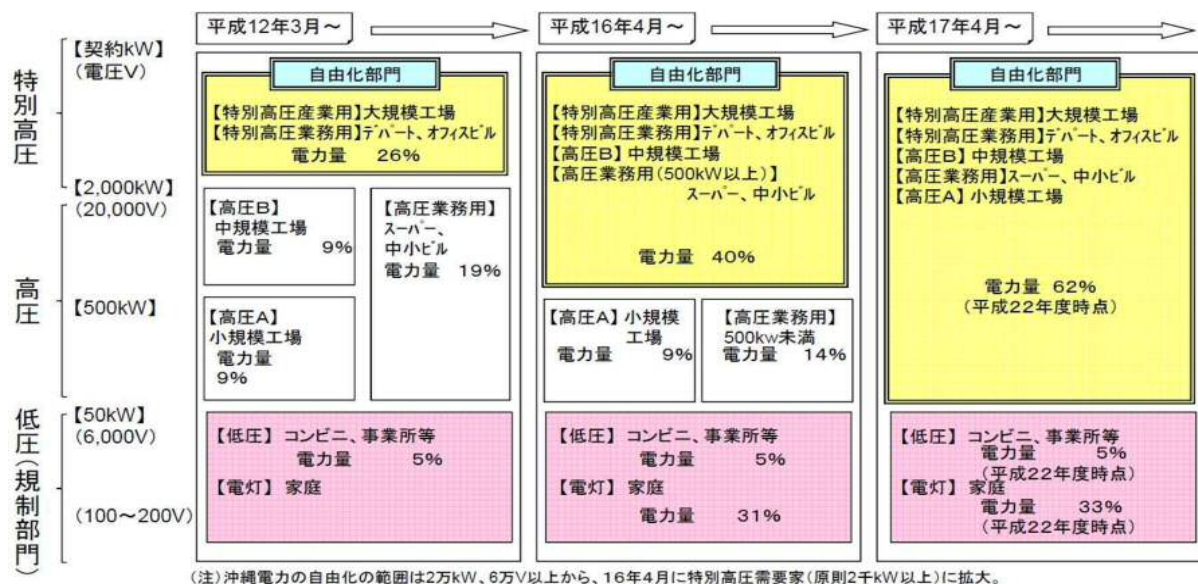 平成12年3月～
平成16年4月～
平成17年4月～
特別高圧
高圧
低圧(規制部門)
【契約kW】
(電圧V)
【2,000kW】
(20,000V)
【500kW】
【50kW】
(6,000V)
(100～200V)
自由化部門
【特別高圧産業用】大規模工場
【特別高圧業務用】ﾃﾞﾊﾟｰﾄ、ｵﾌｨｽﾋﾞﾙ
電力量 26%
【高圧B】
中規模工場
電力量 9%
【高圧業務用】
ｽｰﾊﾟｰ、
中小ﾋﾞﾙ
電力量 19%
【高圧A】
小規模工場
電力量
9%
【低圧】 コンビニ、事業所等
電力量 5%
【電灯】 家庭
自由化部門
【特別高圧産業用】大規模工場
【特別高圧業務用】ﾃﾞﾊﾟｰﾄ、ｵﾌｨｽﾋﾞﾙ
【高圧B】 中規模工場
【高圧業務用(500kW以上)】
ｽｰﾊﾟｰ、中小ﾋﾞﾙ
電力量 40%
【高圧A】 小規模
工場
電力量 9%
【高圧業務用】
500kw未満
電力量 14%
【低圧】 コンビニ、事業所等
電力量 5%
【電灯】 家庭
電力量 31%
自由化部門
【特別高圧産業用】大規模工場
【特別高圧業務用】ﾃﾞﾊﾟｰﾄ、ｵﾌｨｽﾋﾞﾙ
【高圧B】 中規模工場
【高圧業務用】スーパー、中小ﾋﾞﾙ
【高圧A】 小規模工場
電力量 62%
(平成22年度時点)
【低圧】 コンビニ、事業所等
電力量 5%
(平成22年度時点)
【電灯】 家庭
電力量 33%
(平成22年度時点)
(注)沖縄電力の自由化の範囲は2万kW、6万V以上から、16年4月に特別高圧需要家(原則2千kW以上)に拡大。